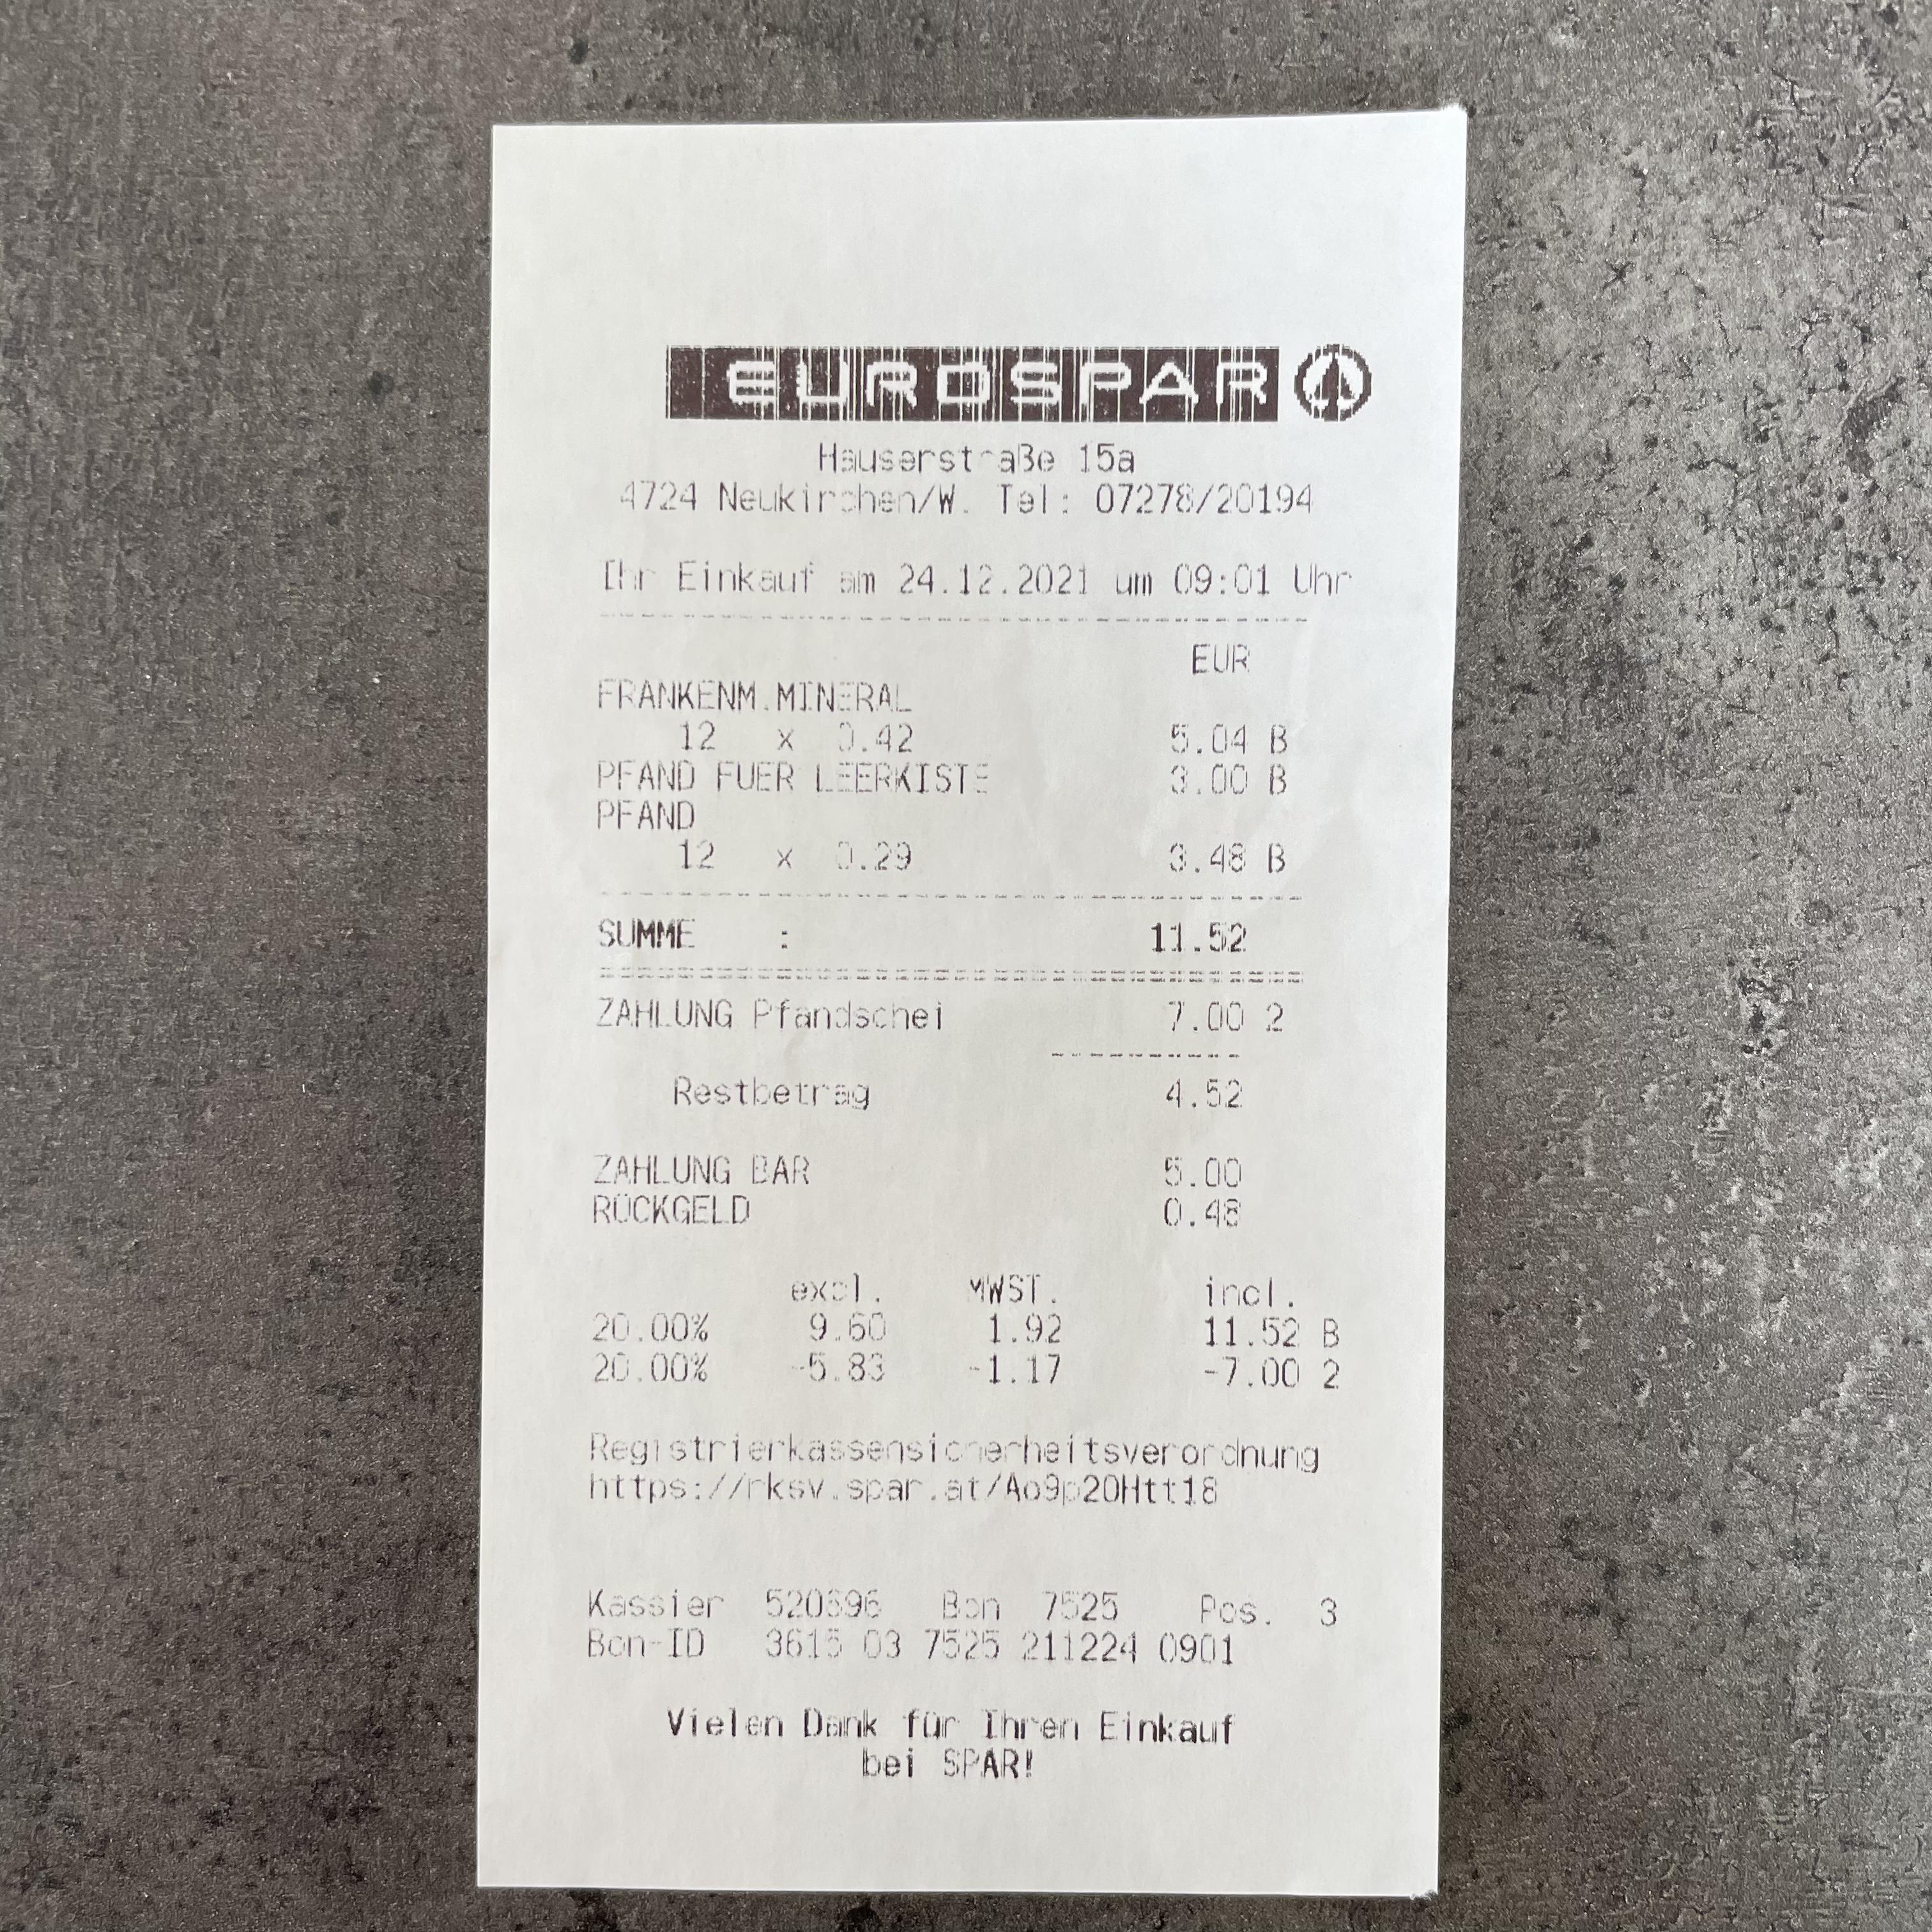 EUROSPAR
Hauserstraße 15a
4724 Neukirchen/W. Tel: 07278/20194
Ihr Einkauf am 24.12.2021 um 09:01 Uhr
EUR
FRANKENM.MINERAL
12 x 0.42 5.04 B
PFAND FUER LEERKISTE 3.00 B
PFAND
12 x 0.29 3.48 B
SUMME : 11.52
ZAHLUNG Pfandschei 7.00 2
Restbetrag 4.52
ZAHLUNG BAR 5.00
RÜCKGELD 0.48
excl. MWST. incl.
20.00% 9.60 1.92 11.52 B
20.00% -5.83 -1.17 -7.00 2
Registrierkassensicherheitsverordnung
https://rksv.spar.at/Ao9p20Htt18
Kassier 520696 Bon 7525 Pos. 3
Bon-ID 3615 03 7525 211224 0901
Vielen Dank für Ihren Einkauf
bei SPAR!